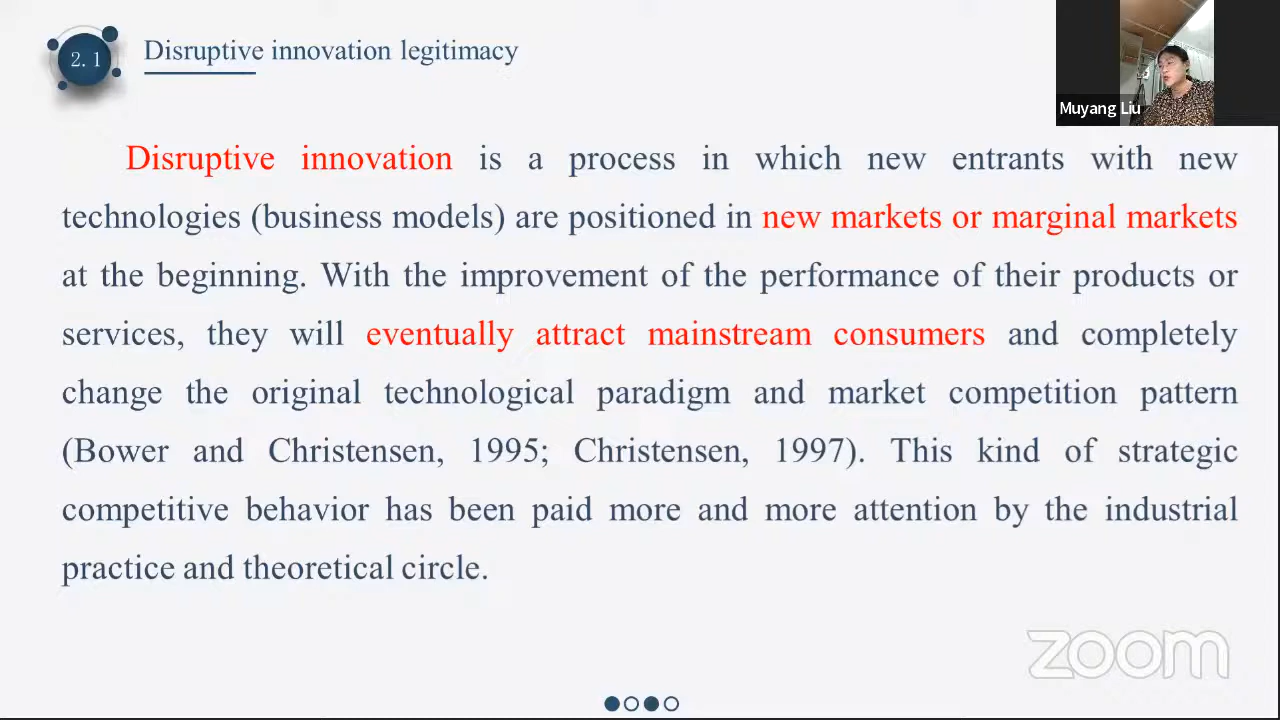 2.1
Disruptive innovation legitimacy
Muyang Liu
Disruptive innovation is a process in which new entrants with new
technologies (business models) are positioned in new markets or marginal markets
at the beginning. With the improvement of the performance of their products or
services, they will eventually attract mainstream consumers and completely
change the original technological paradigm and market competition pattern
(Bower and Christensen, 1995; Christensen, 1997). This kind of strategic
competitive behavior has been paid more and more attention by the industrial
practice and theoretical circle.
zoom